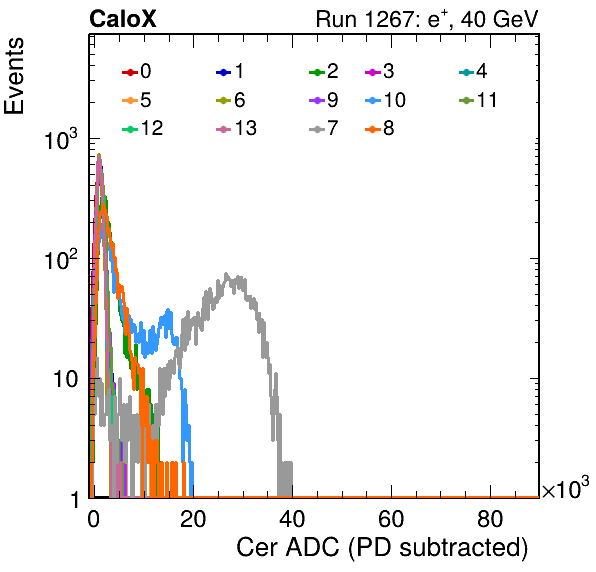 CaloX Run 1267: e⁺, 40 GeV
Events
0 1 2 3 4
5 6 9 10 11
12 13 7 8
10³
10²
10
1
0 20 40 60 80
×10³
Cer ADC (PD subtracted)